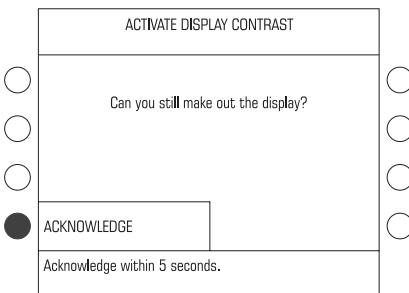 ACTIVATE DISPLAY CONTRAST
Can you still make out the display?
ACKNOWLEDGE
Acknowledge within 5 seconds.